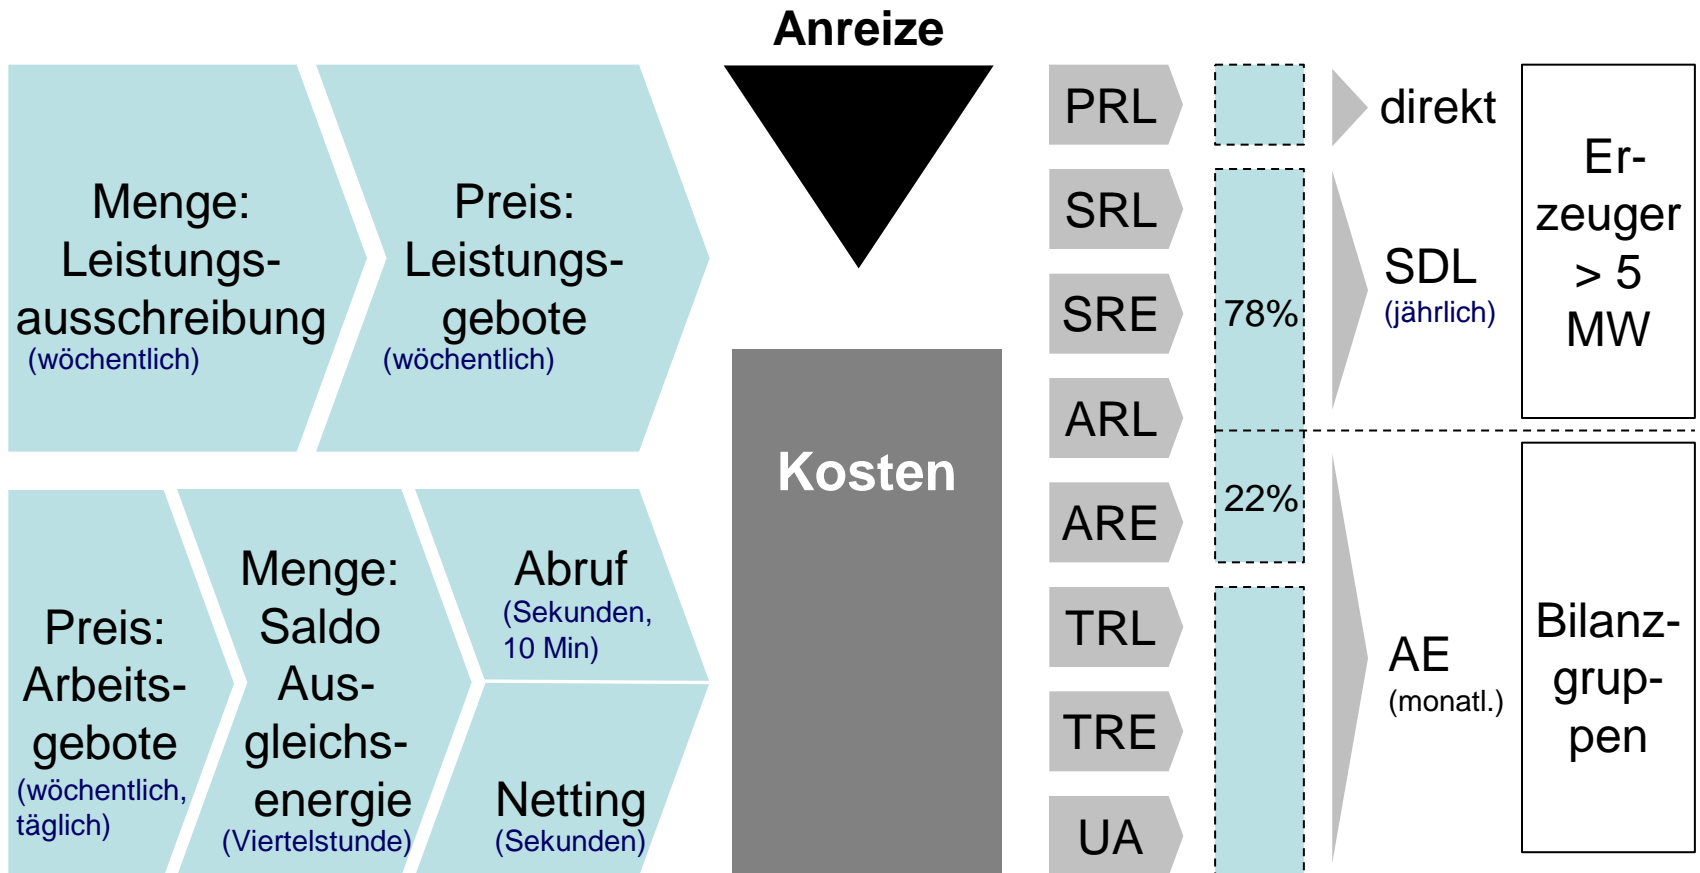 Anreize
Menge:
Leistungs-
ausschreibung
(wöchentlich)
Preis:
Leistungs-
gebote
(wöchentlich)
Preis:
Arbeits-
gebote
(wöchentlich,
täglich)
Menge:
Saldo
Aus-
gleichs-
energie
(Viertelstunde)
Abruf
(Sekunden,
10 Min)
Netting
(Sekunden)
Kosten
PRL
SRL
SRE
ARL
ARE
TRL
TRE
UA
78%
22%
direkt
SDL
(jährlich)
AE
(monatl.)
Er-
zeuger
> 5
MW
Bilanz-
grup-
pen